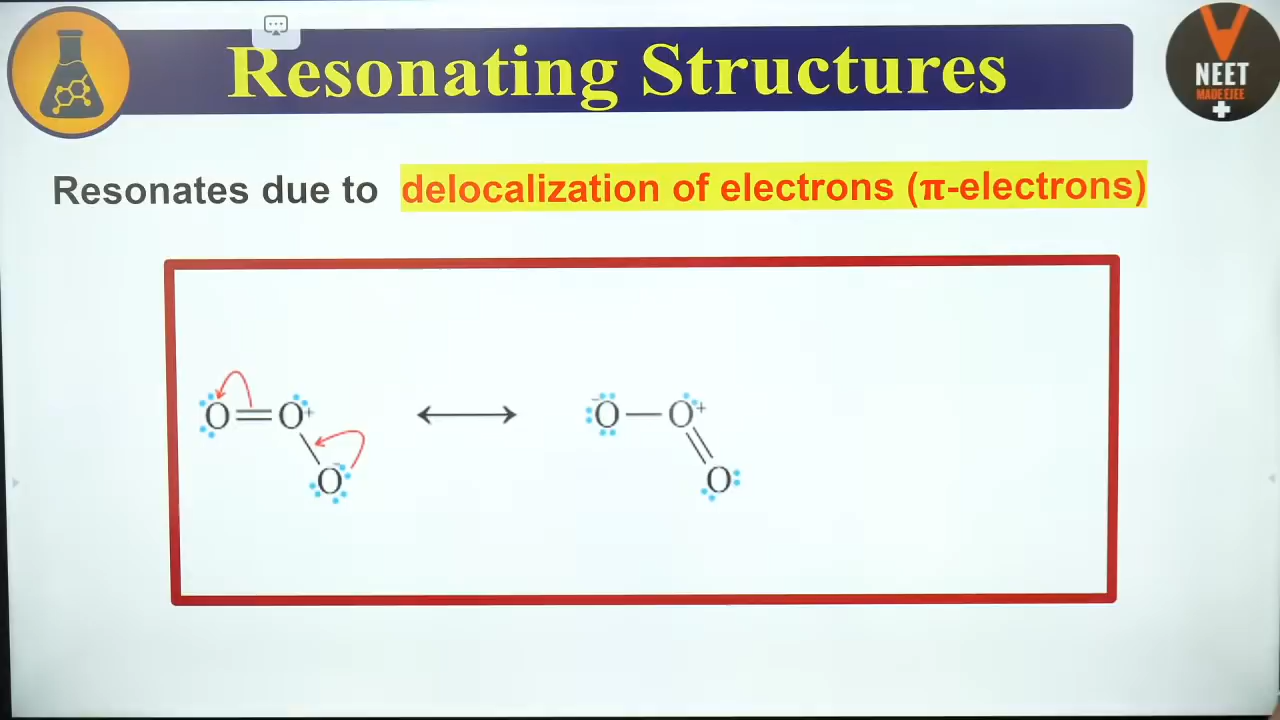 Resonating Structures
NEET
MADE EJEE
Resonates due to delocalization of electrons (π-electrons)
O=O+
O-
-O—O+
O